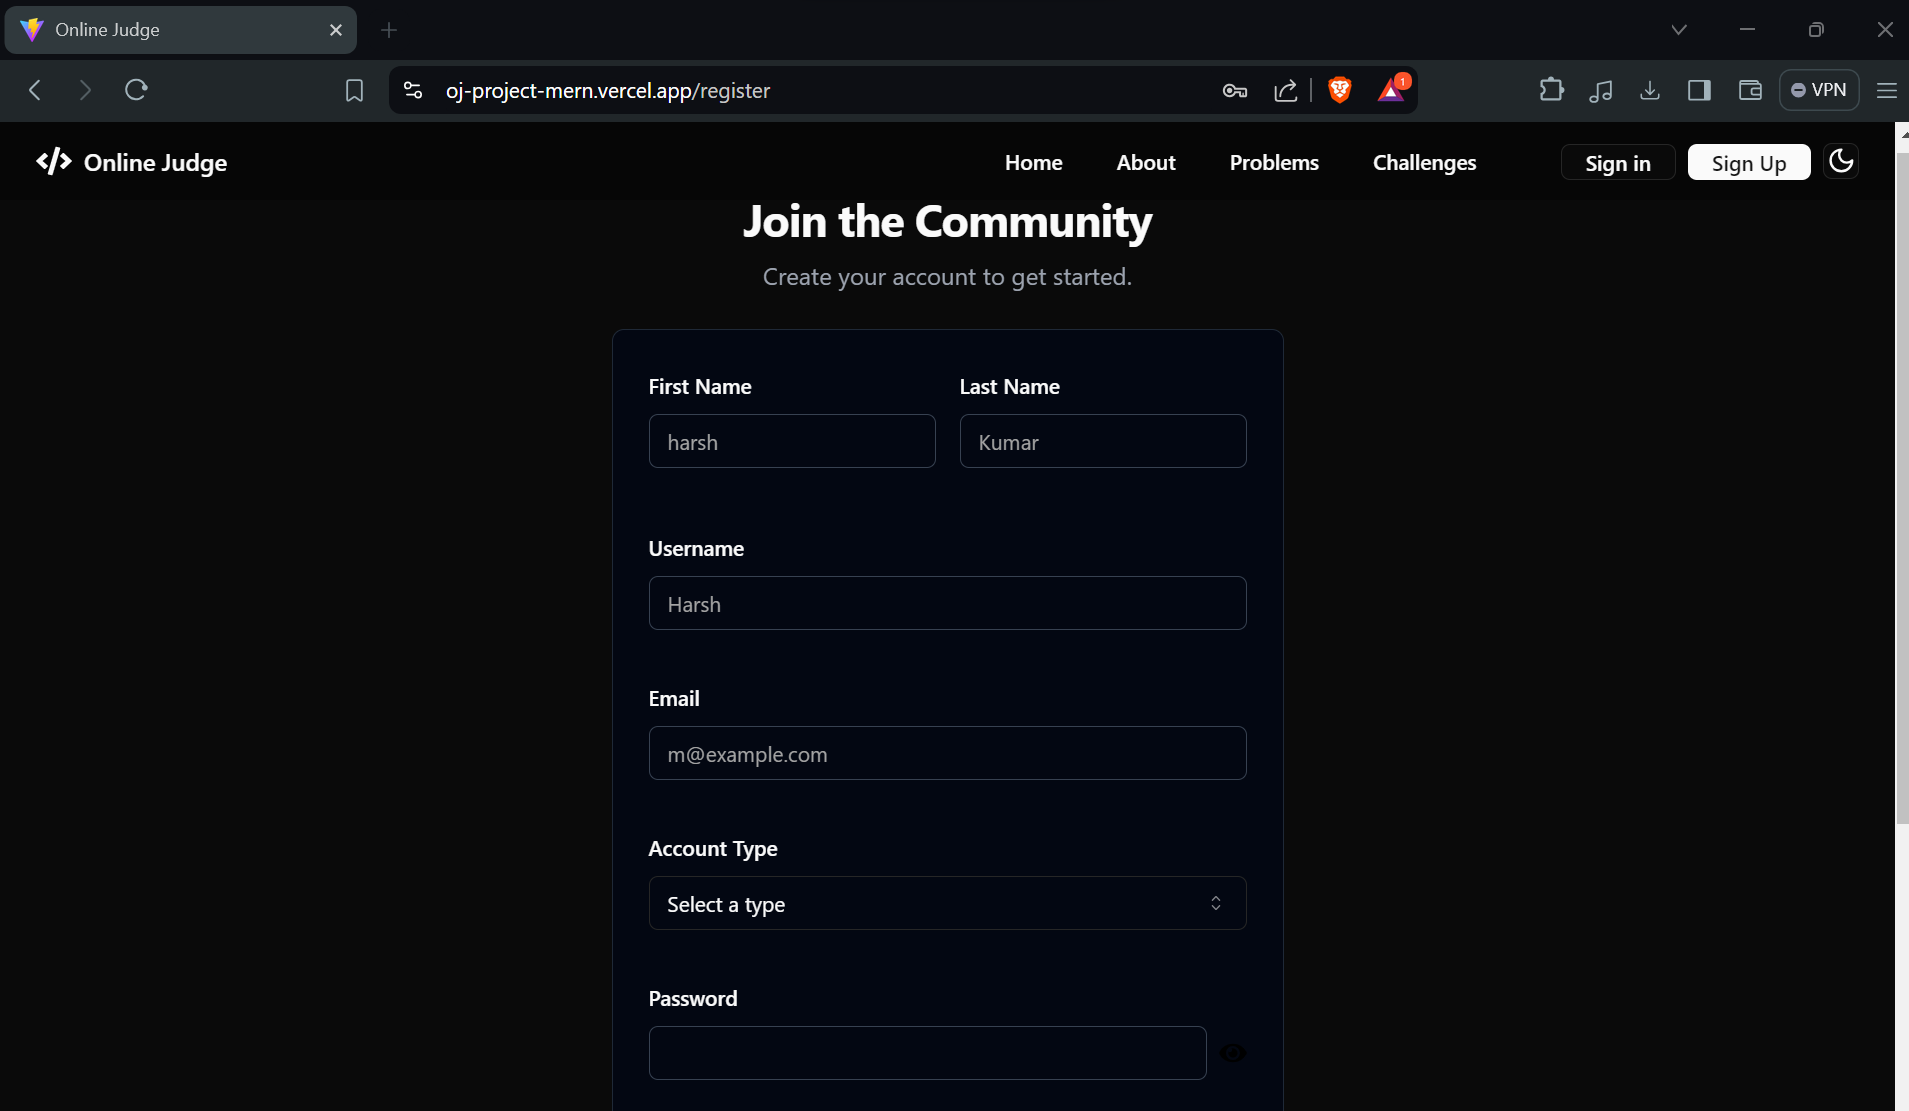 Online Judge
oj-project-mern.vercel.app/register
1
VPN
</> Online Judge
Home About Problems Challenges Sign in Sign Up
Join the Community
Create your account to get started.
First Name Last Name
harsh Kumar
Username
Harsh
Email
m@example.com
Account Type
Select a type
Password